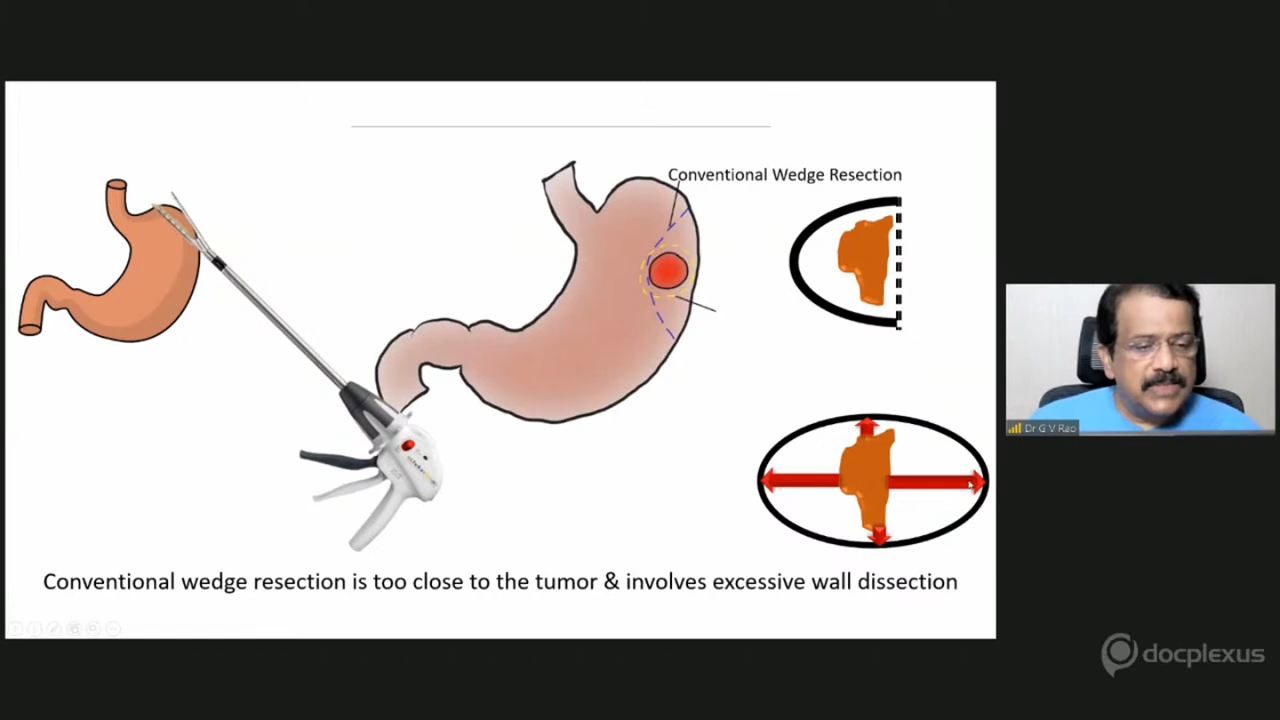 Conventional Wedge Resection
Dr G V Rao
Conventional wedge resection is too close to the tumor & involves excessive wall dissection
docplexus